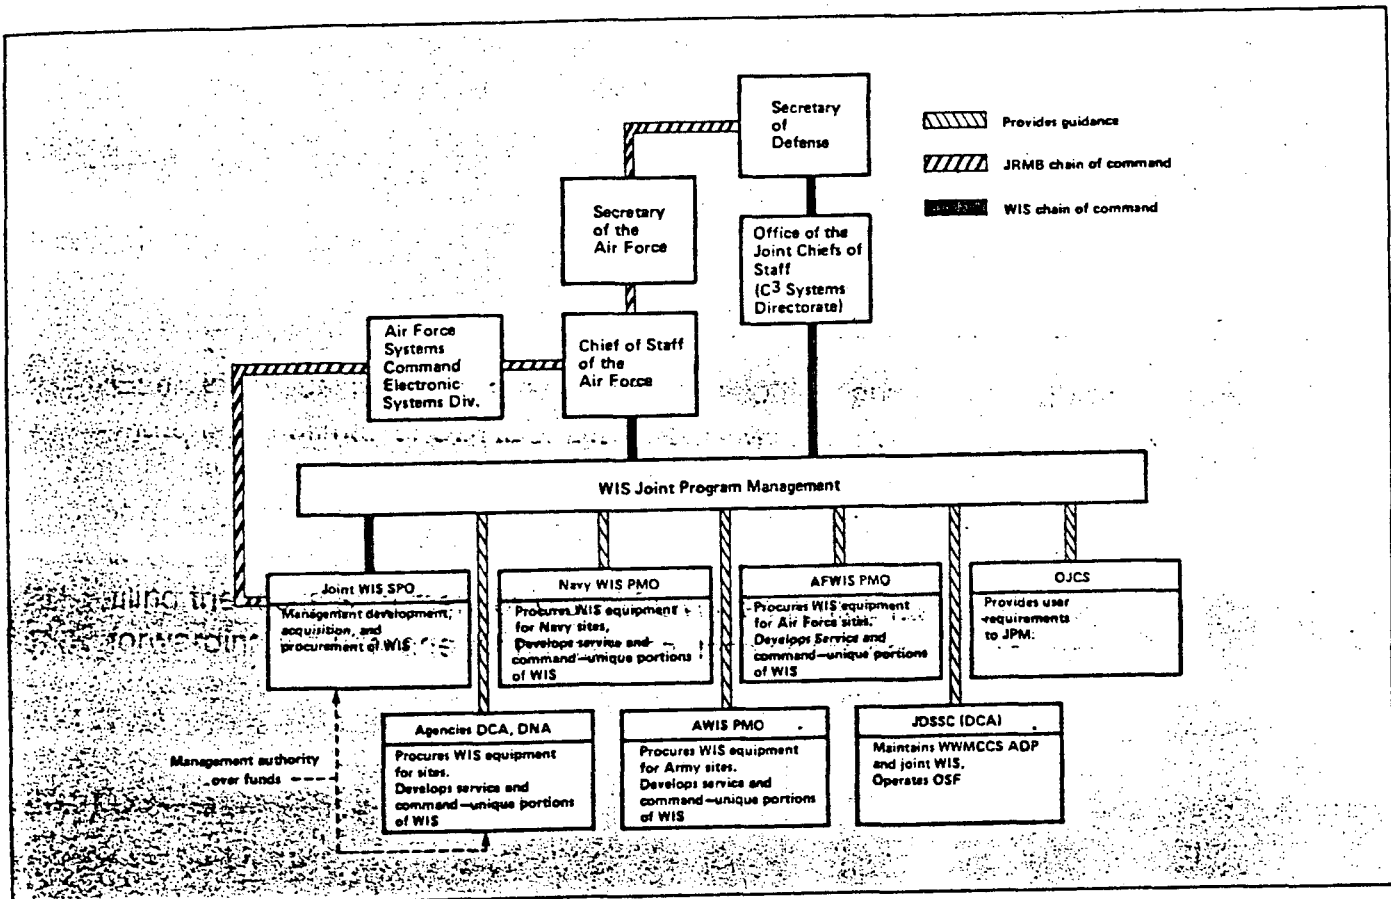 Secretary
of
Defense
Provides guidance
JRMB chain of command
WIS chain of command
Secretary
of the
Air Force
Office of the
Joint Chiefs of
Staff
(C3 Systems
Directorate)
Air Force
Systems
Command
Electronic
Systems Div.
Chief of Staff
of the
Air Force
WIS Joint Program Management
Joint WIS SPO
Management development,
acquisition, and
procurement of WIS
Navy WIS PMO
Procures WIS equipment
for Navy sites,
Develops service and
command—unique portions
of WIS
AFWIS PMO
Procures WIS equipment
for Air Force sites.
Develops Service and
command—unique portions
of WIS
OJCS
Provides user
requirements
to JPM.
Management authority
over funds
Agencies DCA, DNA
Procures WIS equipment
for sites.
Develops service and
command—unique portions
of WIS
AWIS PMO
Procures WIS equipment
for Army sites.
Develops service and
command—unique portions
of WIS
JDSSC (DCA)
Maintains WWMCCS ADP
and joint WIS.
Operates OSF